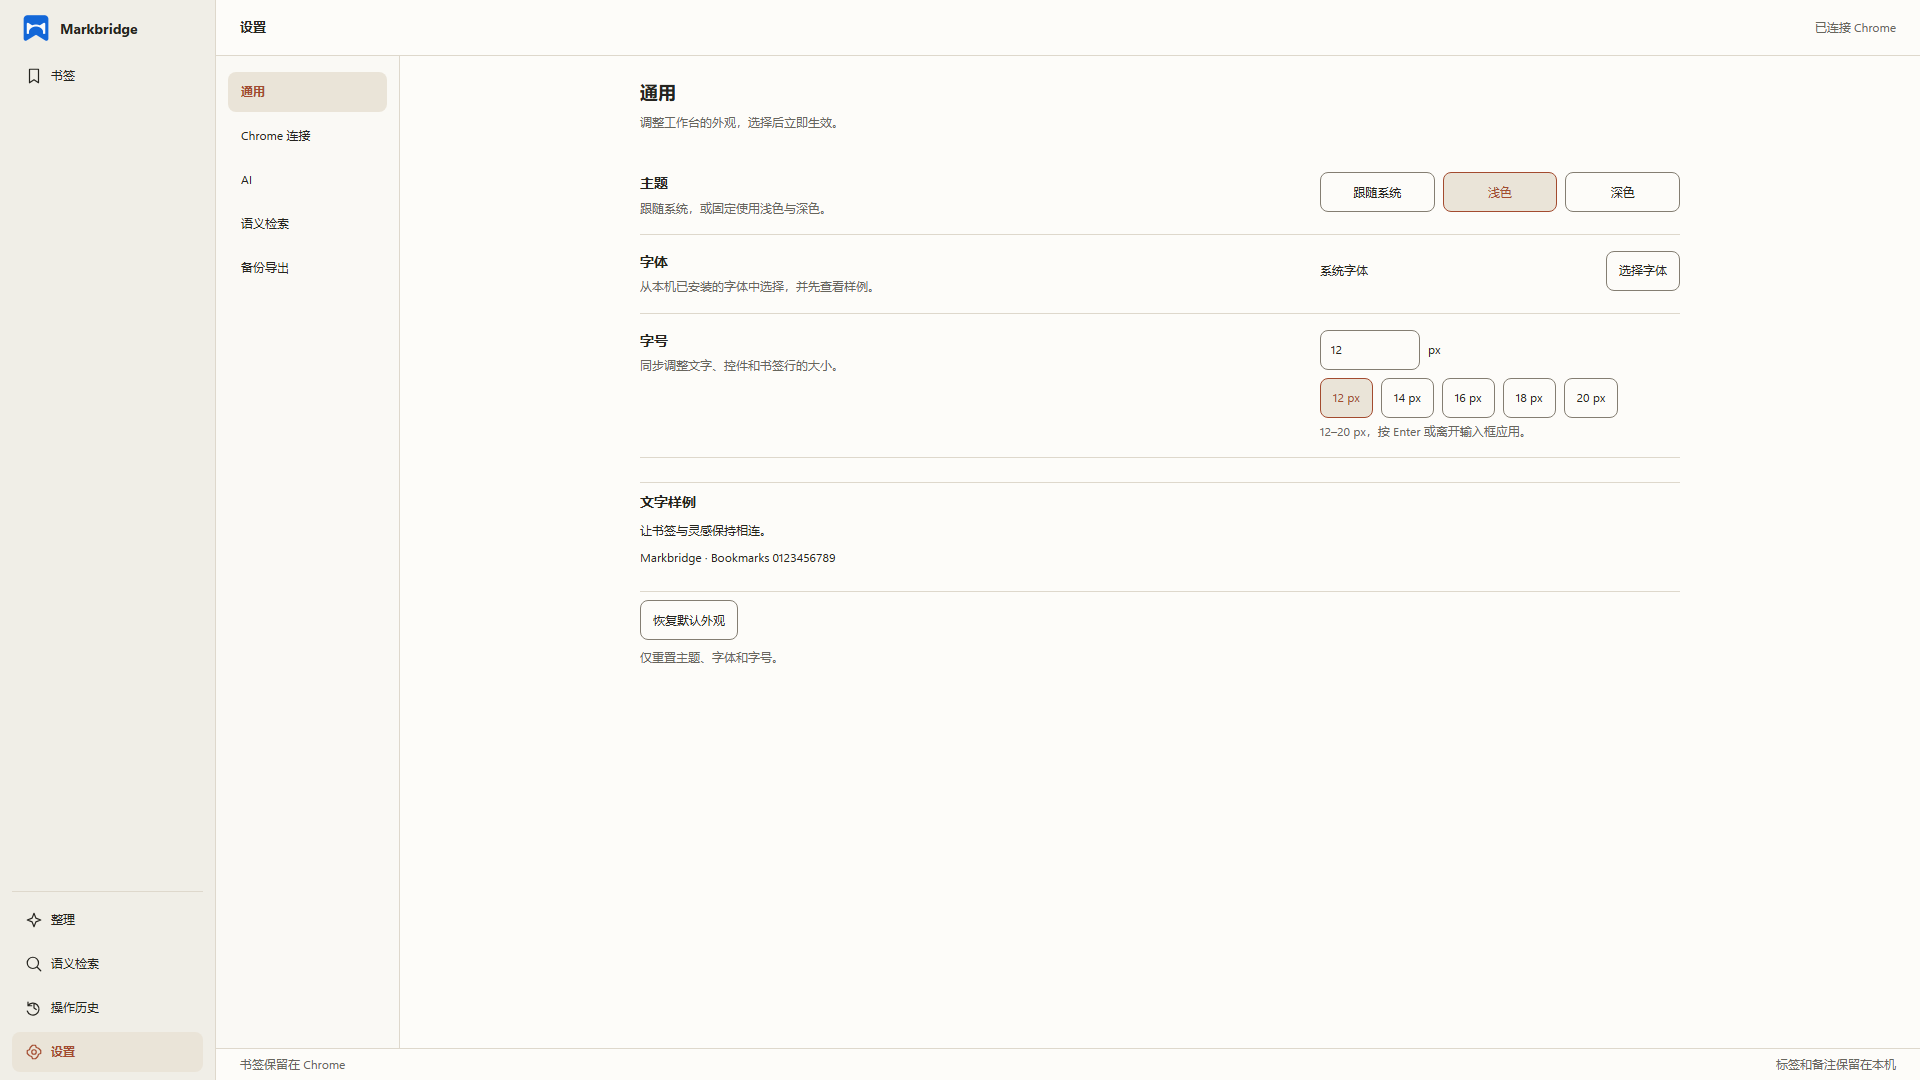 Markbridge
书签
整理
语义检索
操作历史
设置
设置
已连接 Chrome
通用
Chrome 连接
AI
语义检索
备份导出
通用
调整工作台的外观，选择后立即生效。
主题
跟随系统，或固定使用浅色与深色。
跟随系统
浅色
深色
字体
从本机已安装的字体中选择，并先查看样例。
系统字体
选择字体
字号
同步调整文字、控件和书签行的大小。
12 px
12 px
14 px
16 px
18 px
20 px
12–20 px，按 Enter 或离开输入框应用。
文字样例
让书签与灵感保持相连。
Markbridge · Bookmarks 0123456789
恢复默认外观
仅重置主题、字体和字号。
书签保留在 Chrome
标签和备注保留在本机